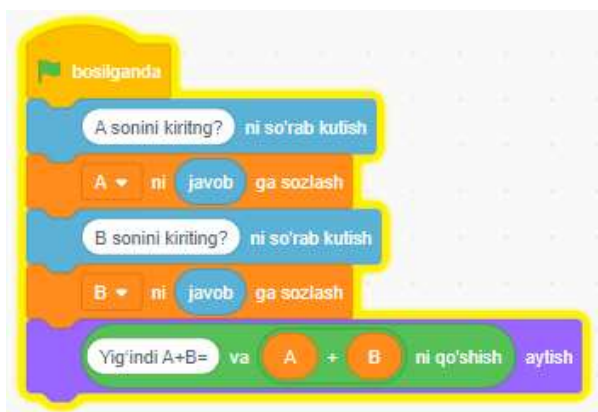 bosilganda
A sonini kiritng? ni so'rab kutish
A ni javob ga sozlash
B sonini kiriting? ni so'rab kutish
B ni javob ga sozlash
Yig'indi A+B= va A + B ni qo'shish aytish